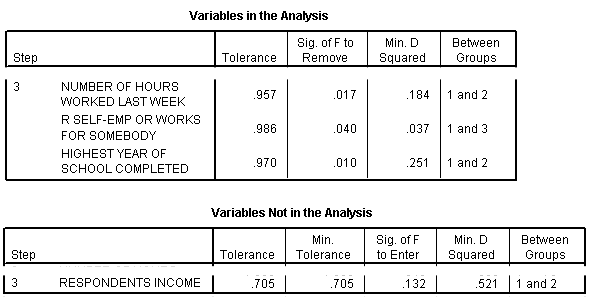 Variables in the Analysis
Step Tolerance Sig. of F to Remove Min. D Squared Between Groups
3 NUMBER OF HOURS WORKED LAST WEEK .957 .017 .184 1 and 2
R SELF-EMP OR WORKS FOR SOMEBODY .986 .040 .037 1 and 3
HIGHEST YEAR OF SCHOOL COMPLETED .970 .010 .251 1 and 2
Variables Not in the Analysis
Step Tolerance Min. Tolerance Sig. of F to Enter Min. D Squared Between Groups
3 RESPONDENTS INCOME .705 .705 .132 .521 1 and 2